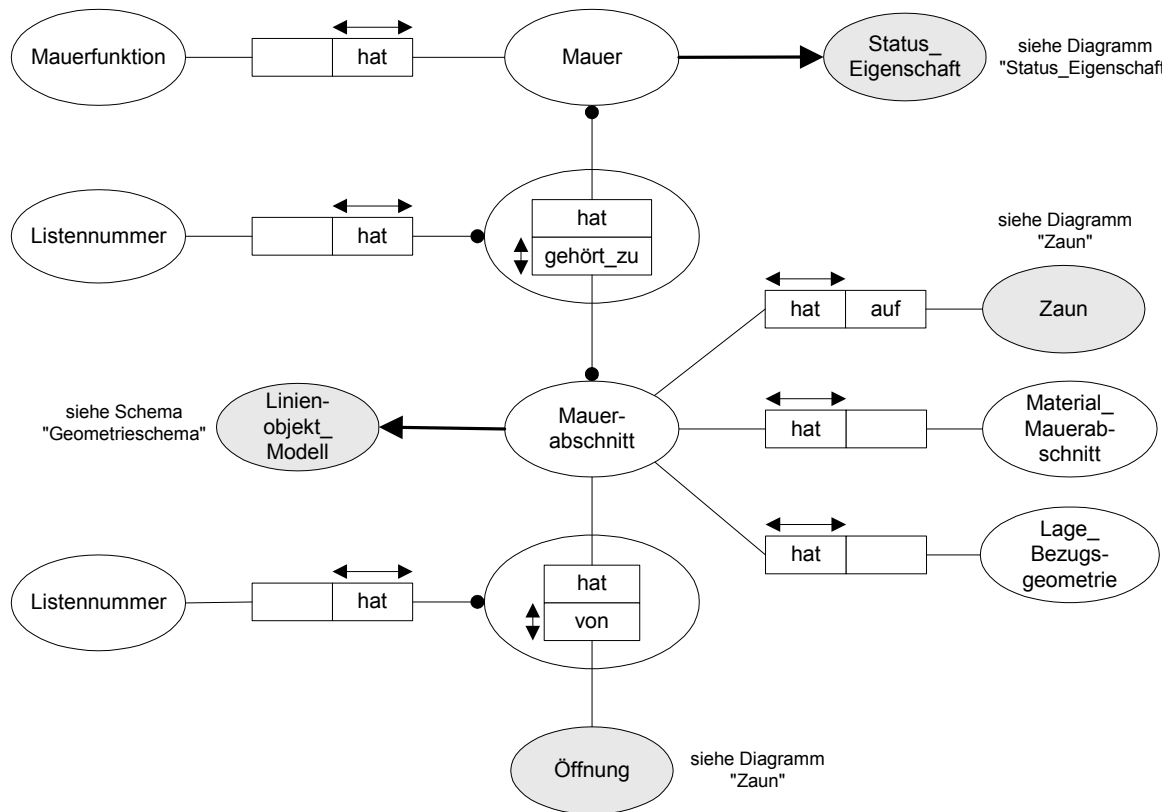 Mauerfunktion
hat
Mauer
Status_
Eigenschaft
siehe Diagramm
"Status_Eigenschaft
Listennummer
hat
hat
gehört_zu
siehe Diagramm
"Zaun"
hat
auf
Zaun
siehe Schema
"Geometrieschema"
Linien-
objekt_
Modell
Mauer-
abschnitt
hat
Material_
Mauerab-
schnitt
hat
Lage_
Bezugs-
geometrie
Listennummer
hat
hat
von
Öffnung
siehe Diagramm
"Zaun"